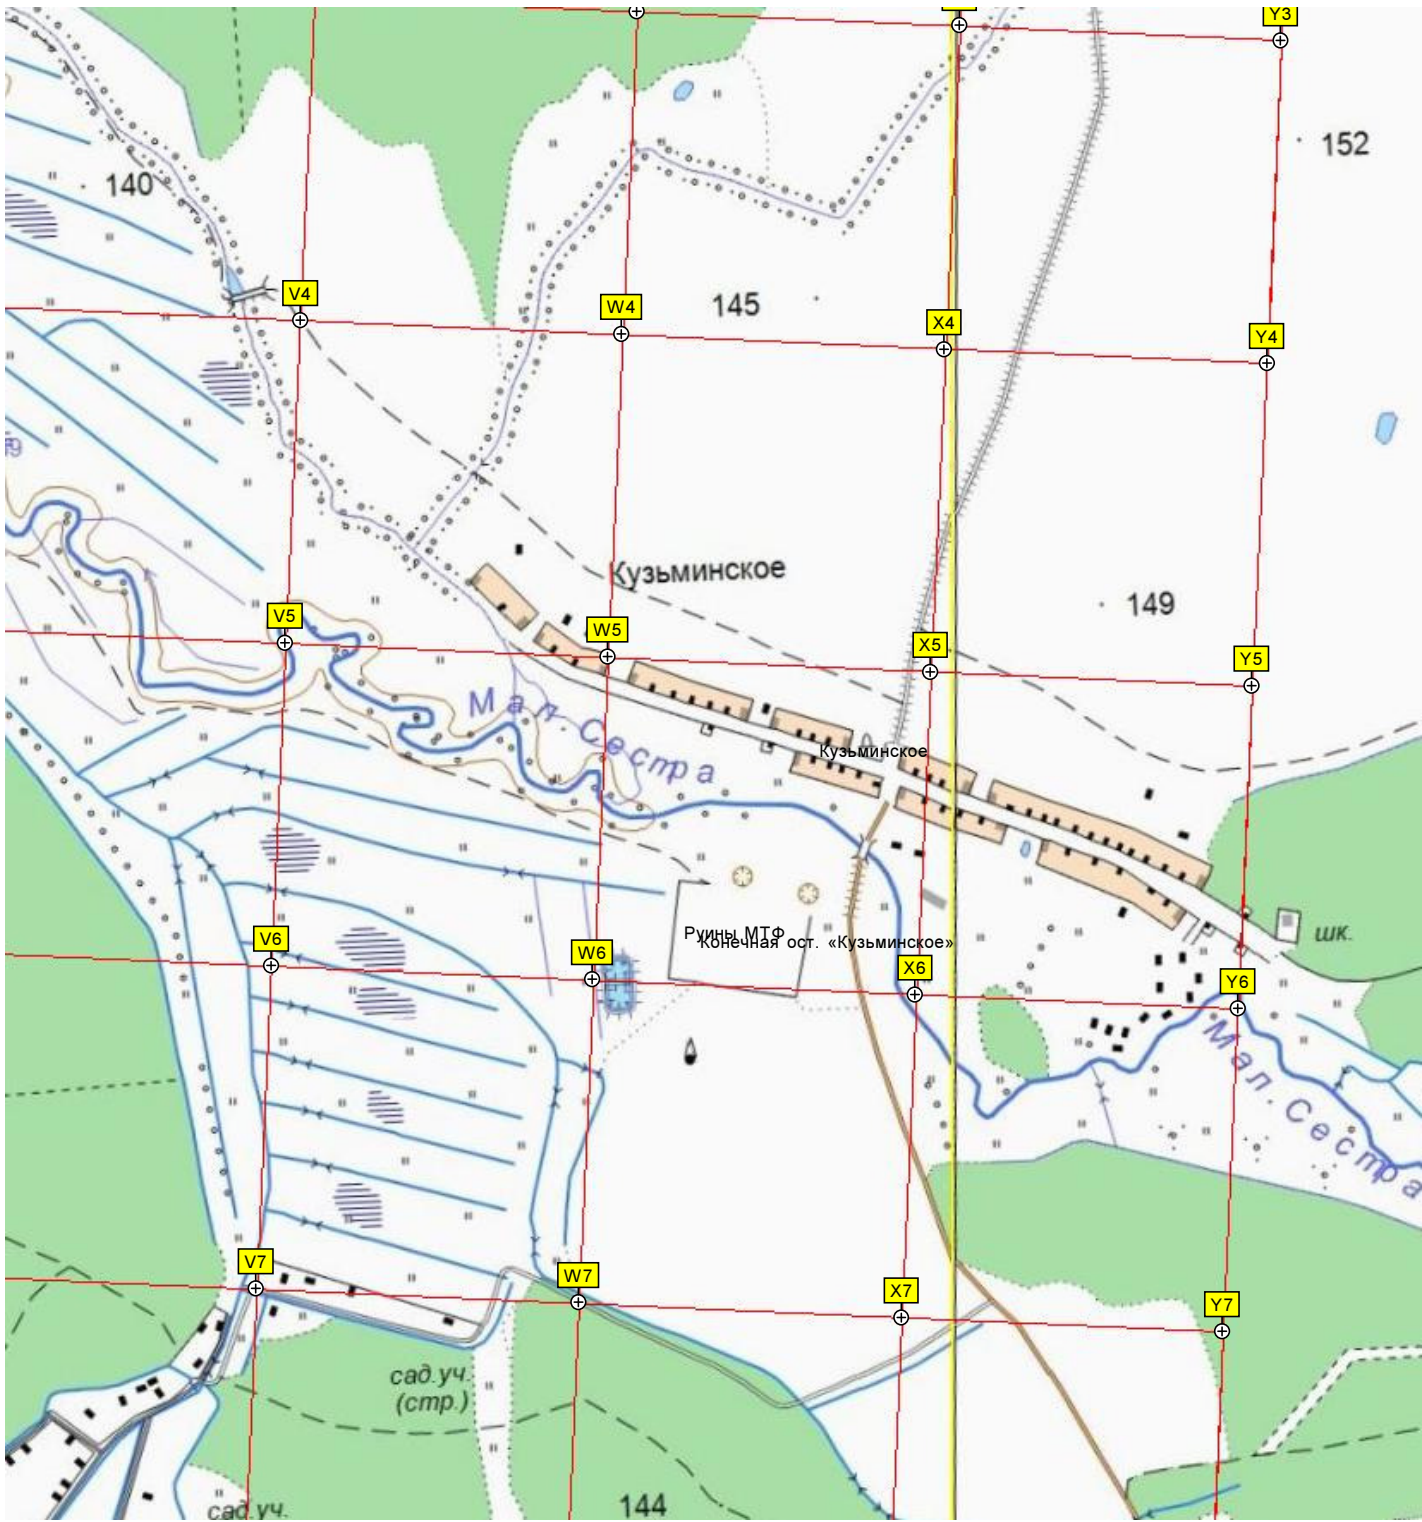 Y3
152
140
V4
W4
145
X4
Y4
Кузьминское
149
V5
W5
X5
Y5
Мал. Сестра
Кузьминское
Руины МТФ
Конечная ост. «Кузьминское»
шк.
V6
W6
X6
Y6
Мал. Сестра
V7
W7
X7
Y7
сад.уч.
(стр.)
144
сад.уч.